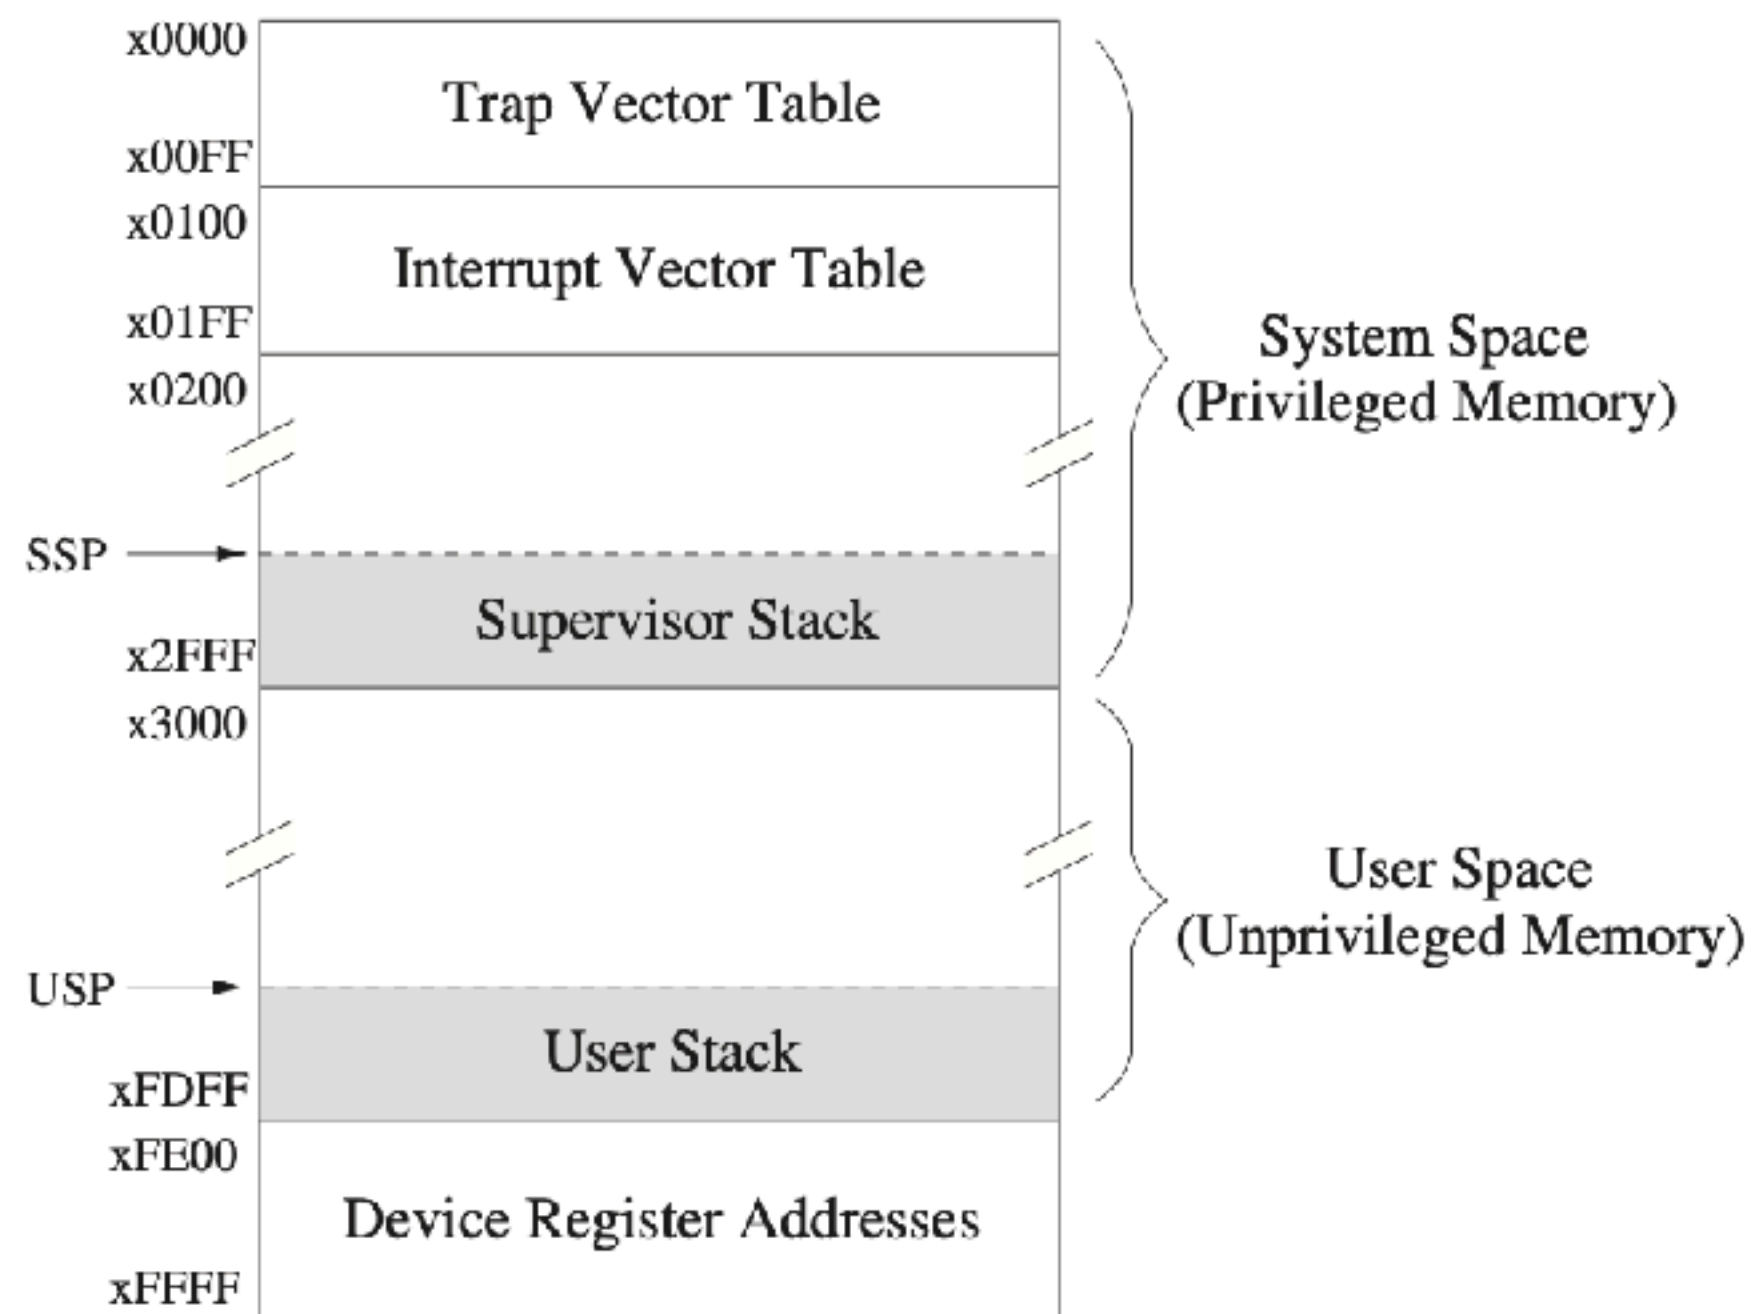 x0000
Trap Vector Table
x00FF
x0100
Interrupt Vector Table
x01FF
x0200
System Space
(Privileged Memory)
SSP
Supervisor Stack
x2FFF
x3000
User Space
(Unprivileged Memory)
USP
User Stack
xFDFF
xFE00
Device Register Addresses
xFFFF